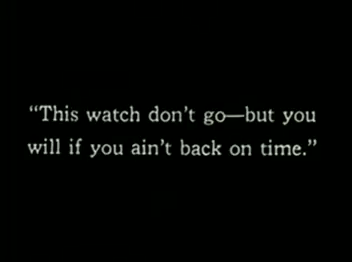 “This watch don't go—but you
will if you ain't back on time.”